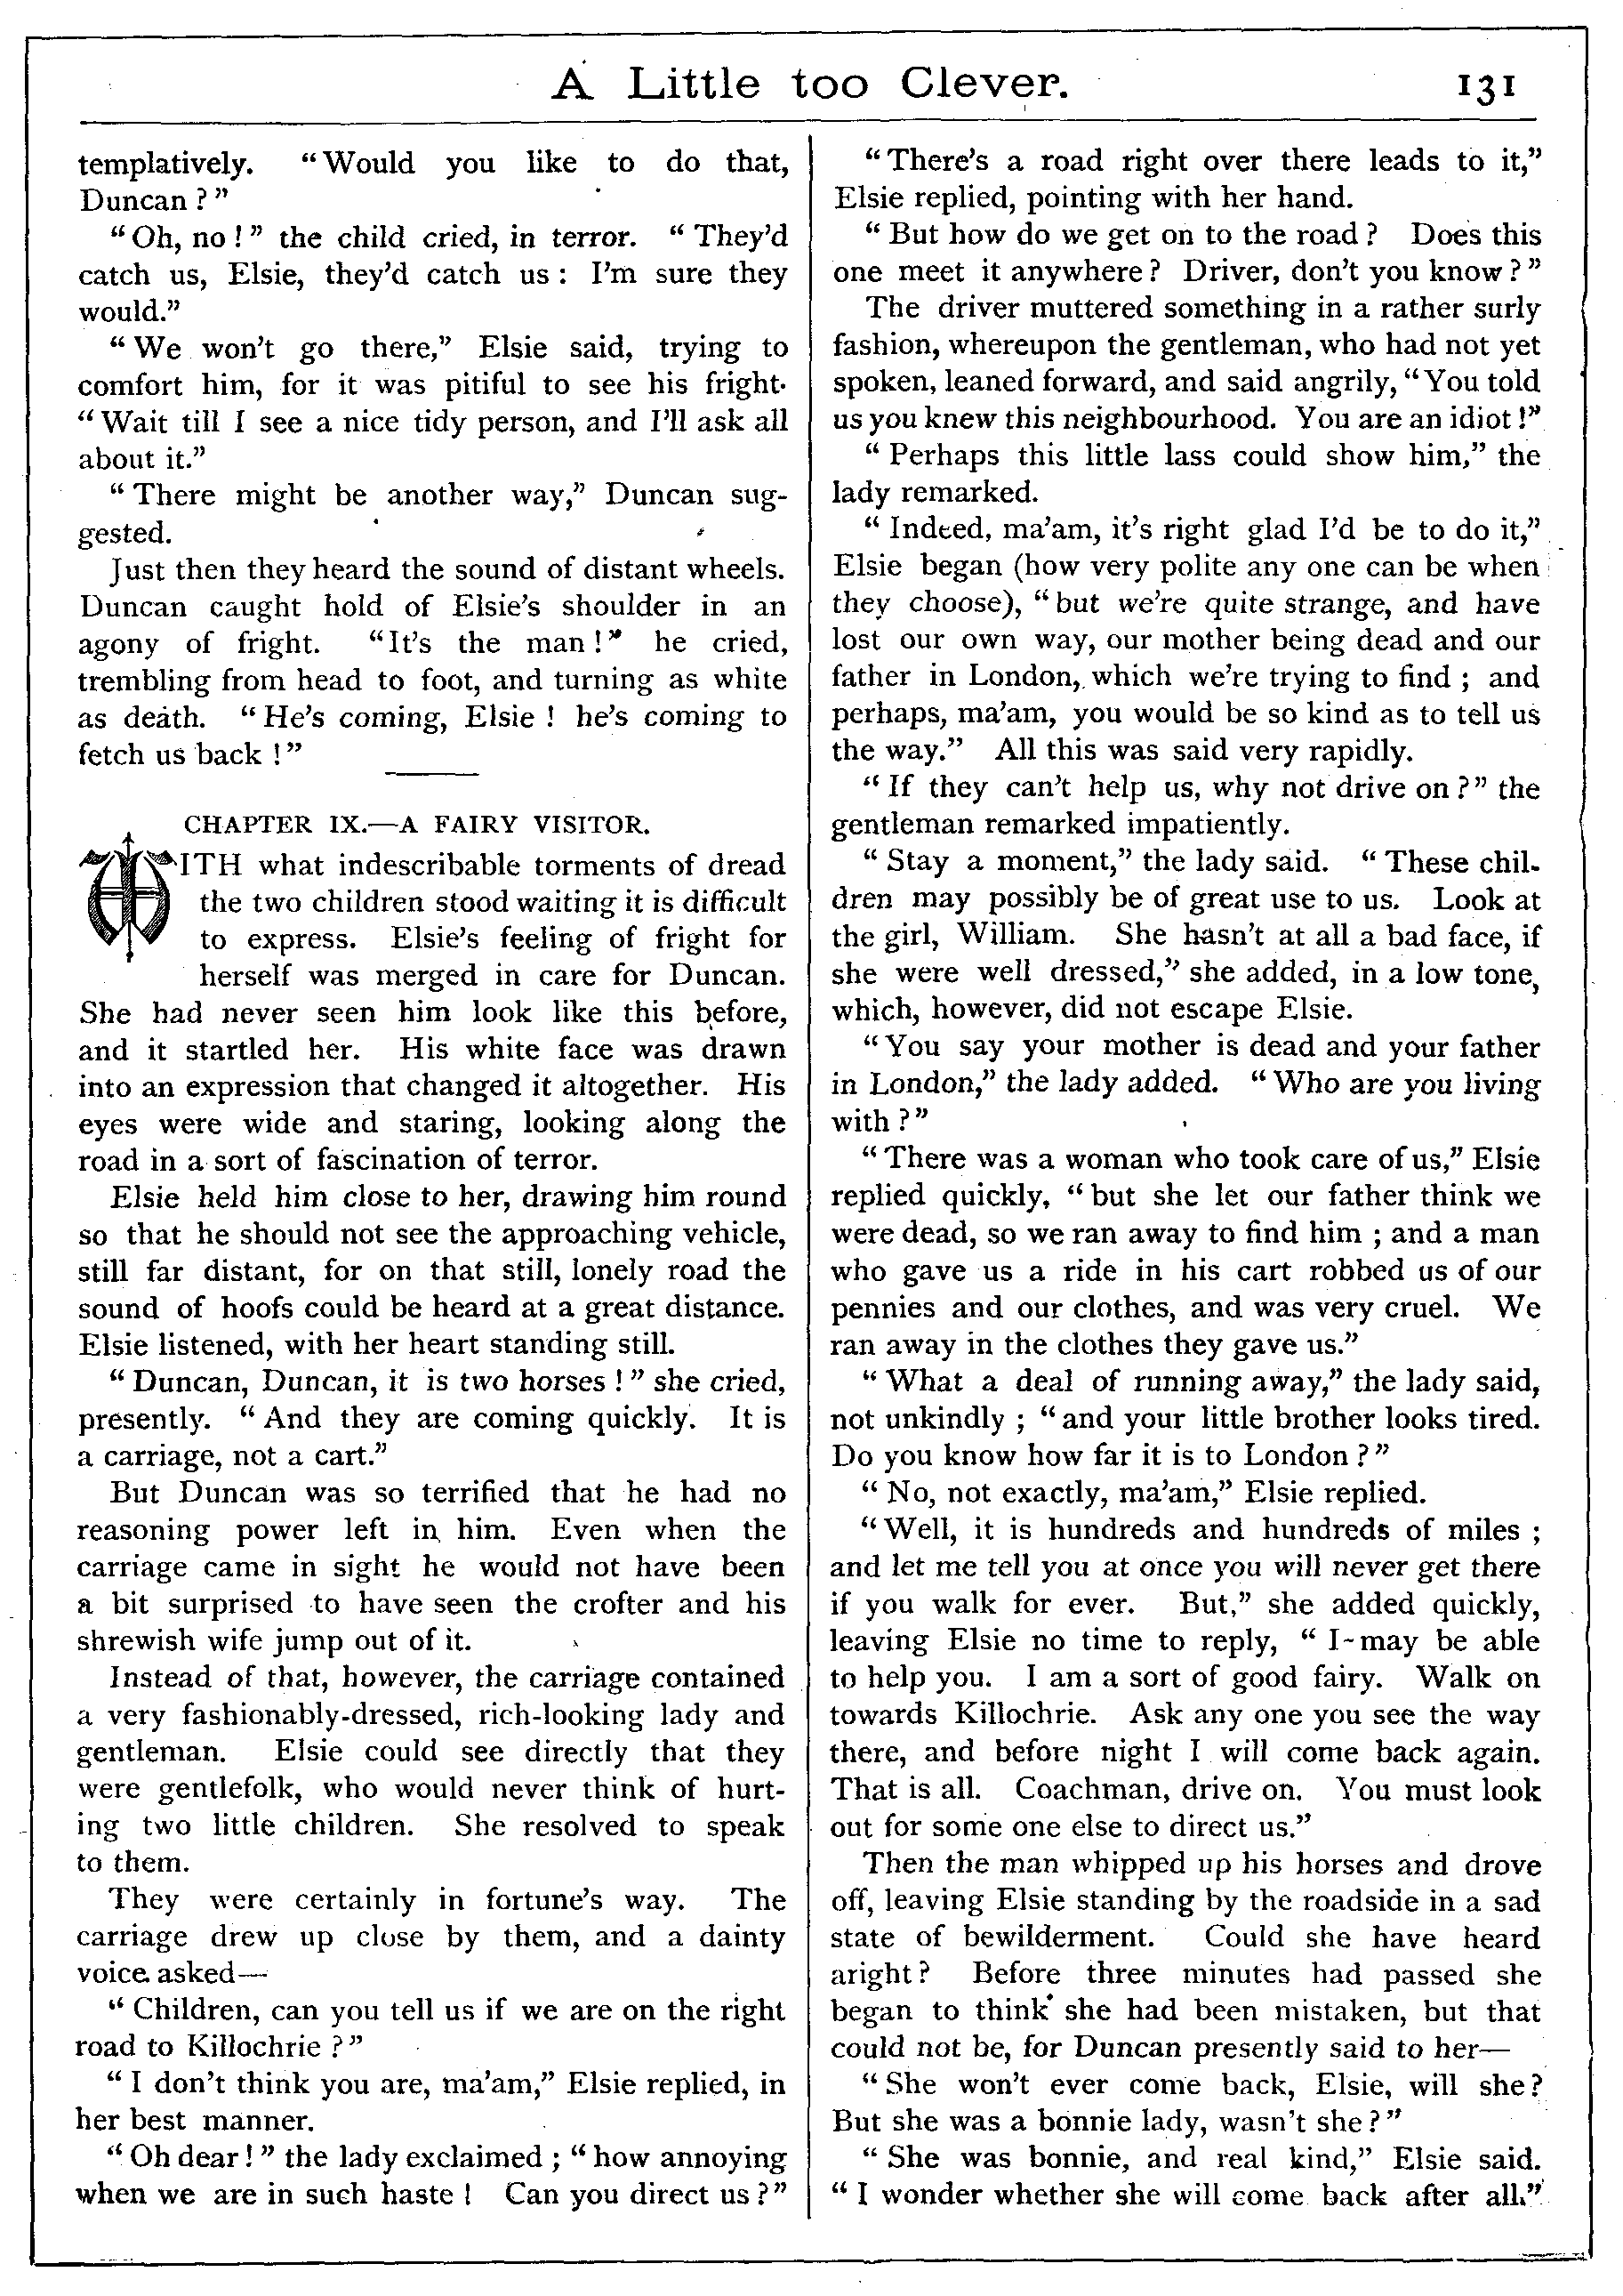 A Little too Clever.
131
templatively. “Would you like to do that,
Duncan?”
“Oh, no!” the child cried, in terror. “They’d
catch us, Elsie, they’d catch us: I’m sure they
would.”
“We won’t go there,” Elsie said, trying to
comfort him, for it was pitiful to see his fright.
“Wait till I see a nice tidy person, and I’ll ask all
about it.”
“There might be another way,” Duncan sug-
gested.
Just then they heard the sound of distant wheels.
Duncan caught hold of Elsie’s shoulder in an
agony of fright. “It’s the man!” he cried,
trembling from head to foot, and turning as white
as death. “He’s coming, Elsie! he’s coming to
fetch us back!”
CHAPTER IX.—A FAIRY VISITOR.
WITH what indescribable torments of dread
the two children stood waiting it is difficult
to express. Elsie’s feeling of fright for
herself was merged in care for Duncan.
She had never seen him look like this before,
and it startled her. His white face was drawn
into an expression that changed it altogether. His
eyes were wide and staring, looking along the
road in a sort of fascination of terror.
Elsie held him close to her, drawing him round
so that he should not see the approaching vehicle,
still far distant, for on that still, lonely road the
sound of hoofs could be heard at a great distance.
Elsie listened, with her heart standing still.
“Duncan, Duncan, it is two horses!” she cried,
presently. “And they are coming quickly. It is
a carriage, not a cart.”
But Duncan was so terrified that he had no
reasoning power left in him. Even when the
carriage came in sight he would not have been
a bit surprised to have seen the crofter and his
shrewish wife jump out of it.
Instead of that, however, the carriage contained
a very fashionably-dressed, rich-looking lady and
gentleman. Elsie could see directly that they
were gentlefolk, who would never think of hurt-
ing two little children. She resolved to speak
to them.
They were certainly in fortune’s way. The
carriage drew up close by them, and a dainty
voice asked—
“Children, can you tell us if we are on the right
road to Killochrie?”
“I don’t think you are, ma’am,” Elsie replied, in
her best manner.
“Oh dear!” the lady exclaimed; “how annoying
when we are in such haste! Can you direct us?”
“There’s a road right over there leads to it,”
Elsie replied, pointing with her hand.
“But how do we get on to the road? Does this
one meet it anywhere? Driver, don’t you know?”
The driver muttered something in a rather surly
fashion, whereupon the gentleman, who had not yet
spoken, leaned forward, and said angrily, “You told
us you knew this neighbourhood. You are an idiot!”
“Perhaps this little lass could show him,” the
lady remarked.
“Indeed, ma’am, it’s right glad I’d be to do it,”
Elsie began (how very polite any one can be when
they choose), “but we’re quite strange, and have
lost our own way, our mother being dead and our
father in London, which we’re trying to find; and
perhaps, ma’am, you would be so kind as to tell us
the way.” All this was said very rapidly.
“If they can’t help us, why not drive on?” the
gentleman remarked impatiently.
“Stay a moment,” the lady said. “These chil-
dren may possibly be of great use to us. Look at
the girl, William. She hasn’t at all a bad face, if
she were well dressed,” she added, in a low tone,
which, however, did not escape Elsie.
“You say your mother is dead and your father
in London,” the lady added. “Who are you living
with?”
“There was a woman who took care of us,” Elsie
replied quickly, “but she let our father think we
were dead, so we ran away to find him; and a man
who gave us a ride in his cart robbed us of our
pennies and our clothes, and was very cruel. We
ran away in the clothes they gave us.”
“What a deal of running away,” the lady said,
not unkindly; “and your little brother looks tired.
Do you know how far it is to London?”
“No, not exactly, ma’am,” Elsie replied.
“Well, it is hundreds and hundreds of miles;
and let me tell you at once you will never get there
if you walk for ever. But,” she added quickly,
leaving Elsie no time to reply, “I may be able
to help you. I am a sort of good fairy. Walk on
towards Killochrie. Ask any one you see the way
there, and before night I will come back again.
That is all. Coachman, drive on. You must look
out for some one else to direct us.”
Then the man whipped up his horses and drove
off, leaving Elsie standing by the roadside in a sad
state of bewilderment. Could she have heard
aright? Before three minutes had passed she
began to think she had been mistaken, but that
could not be, for Duncan presently said to her—
“She won’t ever come back, Elsie, will she?
But she was a bonnie lady, wasn’t she?”
“She was bonnie, and real kind,” Elsie said.
“I wonder whether she will come back after all.”